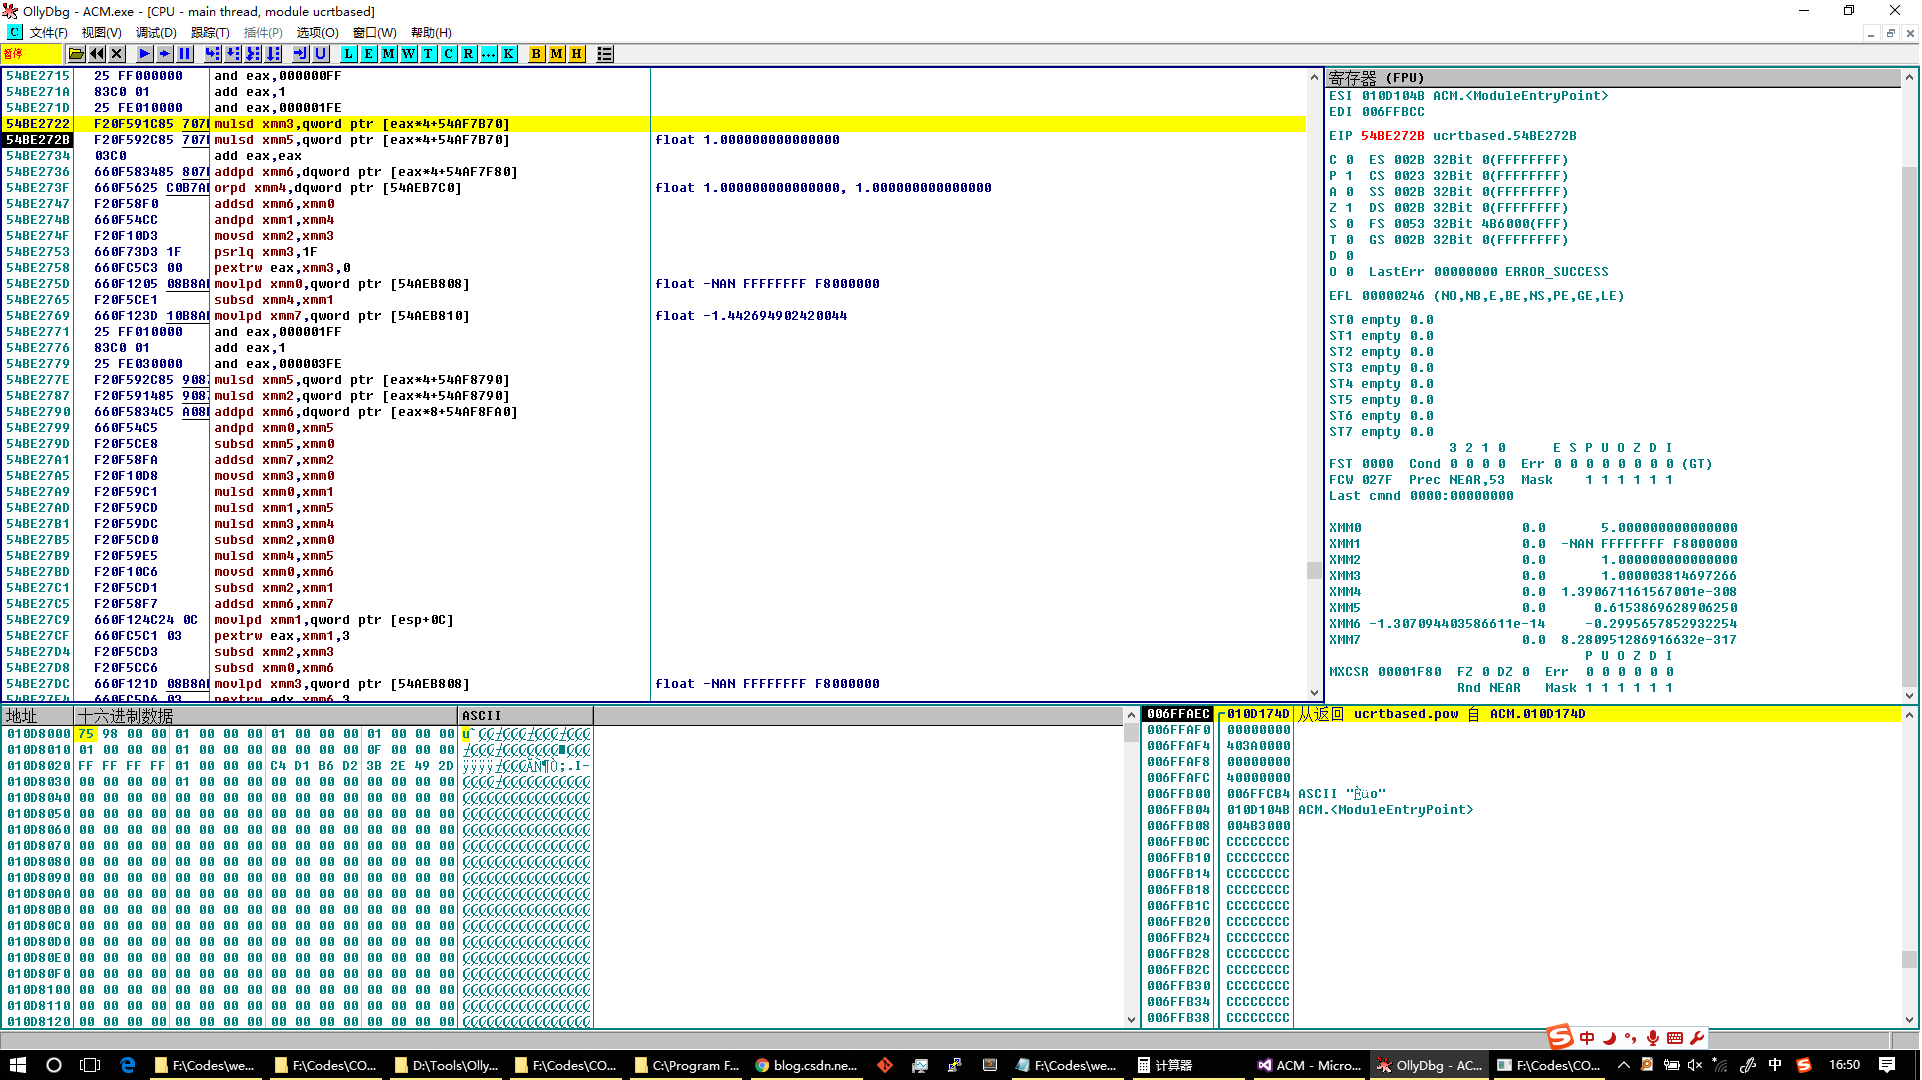 OllyDbg - ACM.exe - [CPU - main thread, module ucrtbased]
文件(F) 视图(V) 调试(D) 跟踪(T) 插件(P) 选项(O) 窗口(W) 帮助(H)
暂停 L E M W T C R ... K B M H
54BE2715 25 FF000000 and eax,000000FF
54BE271A 83C0 01 add eax,1
54BE271D 25 FE010000 and eax,000001FE
54BE2722 F20F591C85 707 mulsd xmm3,qword ptr [eax*4+54AF7B70]
54BE272B F20F592C85 707 mulsd xmm5,qword ptr [eax*4+54AF7B70] float 1.000000000000000
54BE2734 03C0 add eax,eax
54BE2736 660F583485 807 addpd xmm6,dqword ptr [eax*4+54AF7F80]
54BE273F 660F5625 C0B7A orpd xmm4,dqword ptr [54AEB7C0] float 1.000000000000000, 1.000000000000000
54BE2747 F20F58F0 addsd xmm6,xmm0
54BE274B 660F54CC andpd xmm1,xmm4
54BE274F F20F10D3 movsd xmm2,xmm3
54BE2753 660F73D3 1F psrlq xmm3,1F
54BE2758 660FC5C3 00 pextrw eax,xmm3,0
54BE275D 660F1205 08B8A movlpd xmm0,qword ptr [54AEB808] float -NAN FFFFFFFF F8000000
54BE2765 F20F5CE1 subsd xmm4,xmm1
54BE2769 660F123D 10B8A movlpd xmm7,qword ptr [54AEB810] float -1.442694902420044
54BE2771 25 FF010000 and eax,000001FF
54BE2776 83C0 01 add eax,1
54BE2779 25 FE030000 and eax,000003FE
54BE277E F20F592C85 908 mulsd xmm5,qword ptr [eax*4+54AF8790]
54BE2787 F20F591485 908 mulsd xmm2,qword ptr [eax*4+54AF8790]
54BE2790 660F5834C5 A08 addpd xmm6,dqword ptr [eax*8+54AF8FA0]
54BE2799 660F54C5 andpd xmm0,xmm5
54BE279D F20F5CE8 subsd xmm5,xmm0
54BE27A1 F20F58FA addsd xmm7,xmm2
54BE27A5 F20F10D8 movsd xmm3,xmm0
54BE27A9 F20F59C1 mulsd xmm0,xmm1
54BE27AD F20F59CD mulsd xmm1,xmm5
54BE27B1 F20F59DC mulsd xmm3,xmm4
54BE27B5 F20F5CD0 subsd xmm2,xmm0
54BE27B9 F20F59E5 mulsd xmm4,xmm5
54BE27BD F20F10C6 movsd xmm0,xmm6
54BE27C1 F20F5CD1 subsd xmm2,xmm1
54BE27C5 F20F58F7 addsd xmm6,xmm7
54BE27C9 660F124C24 0C movlpd xmm1,qword ptr [esp+0C]
54BE27CF 660FC5C1 03 pextrw eax,xmm1,3
54BE27D4 F20F5CD3 subsd xmm2,xmm3
54BE27D8 F20F5CC6 subsd xmm0,xmm6
54BE27DC 660F121D 08B8A movlpd xmm3,qword ptr [54AEB808] float -NAN FFFFFFFF F8000000
54BE27E4 660FC5D6 03 pextrw edx,xmm6,3
寄存器 (FPU)
ESI 010D104B ACM.<ModuleEntryPoint>
EDI 006FFBCC
EIP 54BE272B ucrtbased.54BE272B
C 0 ES 002B 32Bit 0(FFFFFFFF)
P 1 CS 0023 32Bit 0(FFFFFFFF)
A 0 SS 002B 32Bit 0(FFFFFFFF)
Z 1 DS 002B 32Bit 0(FFFFFFFF)
S 0 FS 0053 32Bit 4B6000(FFF)
T 0 GS 002B 32Bit 0(FFFFFFFF)
D 0
O 0 LastErr 00000000 ERROR_SUCCESS
EFL 00000246 (NO,NB,E,BE,NS,PE,GE,LE)
ST0 empty 0.0
ST1 empty 0.0
ST2 empty 0.0
ST3 empty 0.0
ST4 empty 0.0
ST5 empty 0.0
ST6 empty 0.0
ST7 empty 0.0
3 2 1 0 E S P U O Z D I
FST 0000 Cond 0 0 0 0 Err 0 0 0 0 0 0 0 0 (GT)
FCW 027F Prec NEAR,53 Mask 1 1 1 1 1 1
Last cmnd 0000:00000000
XMM0 0.0 5.000000000000000
XMM1 0.0 -NAN FFFFFFFF F8000000
XMM2 0.0 1.000000000000000
XMM3 0.0 1.000003814697266
XMM4 0.0 1.390671161567001e-308
XMM5 0.0 0.6153869628906250
XMM6 -1.307094403586611e-14 -0.2995657852932254
XMM7 0.0 8.280951286916632e-317
P U O Z D I
MXCSR 00001F80 FZ 0 DZ 0 Err 0 0 0 0 0 0
Rnd NEAR Mask 1 1 1 1 1 1
地址 十六进制数据 ASCII
010D8000 75 98 00 00 01 00 00 00 01 00 00 00 01 00 00 00
010D8010 01 00 00 00 00 00 00 00 00 00 00 00 0F 00 00 00
010D8020 FF FF FF FF 01 00 00 00 C4 D1 B6 D2 3B 2E 49 2D
010D8030 00 00 00 00 01 00 00 00 00 00 00 00 00 00 00 00
010D8040 00 00 00 00 00 00 00 00 00 00 00 00 00 00 00 00
010D8050 00 00 00 00 00 00 00 00 00 00 00 00 00 00 00 00
010D8060 00 00 00 00 00 00 00 00 00 00 00 00 00 00 00 00
010D8070 00 00 00 00 00 00 00 00 00 00 00 00 00 00 00 00
010D8080 00 00 00 00 00 00 00 00 00 00 00 00 00 00 00 00
010D8090 00 00 00 00 00 00 00 00 00 00 00 00 00 00 00 00
010D80A0 00 00 00 00 00 00 00 00 00 00 00 00 00 00 00 00
010D80B0 00 00 00 00 00 00 00 00 00 00 00 00 00 00 00 00
010D80C0 00 00 00 00 00 00 00 00 00 00 00 00 00 00 00 00
010D80D0 00 00 00 00 00 00 00 00 00 00 00 00 00 00 00 00
010D80E0 00 00 00 00 00 00 00 00 00 00 00 00 00 00 00 00
010D80F0 00 00 00 00 00 00 00 00 00 00 00 00 00 00 00 00
010D8100 00 00 00 00 00 00 00 00 00 00 00 00 00 00 00 00
010D8110 00 00 00 00 00 00 00 00 00 00 00 00 00 00 00 00
010D8120 00 00 00 00 00 00 00 00 00 00 00 00 00 00 00 00
006FFAEC 010D174D 从返回 ucrtbased.pow 自 ACM.010D174D
006FFAF0 00000000
006FFAF4 403A0000
006FFAF8 00000000
006FFAFC 40000000
006FFB00 006FFCB4 ASCII
006FFB04 010D104B ACM.<ModuleEntryPoint>
006FFB08 004B3000
006FFB0C CCCCCCCC
006FFB10 CCCCCCCC
006FFB14 CCCCCCCC
006FFB18 CCCCCCCC
006FFB1C CCCCCCCC
006FFB20 CCCCCCCC
006FFB24 CCCCCCCC
006FFB28 CCCCCCCC
006FFB2C CCCCCCCC
006FFB30 CCCCCCCC
006FFB34 CCCCCCCC
006FFB38 CCCCCCCC
中
F:\Codes\we... F:\Codes\CO... D:\Tools\Olly... F:\Codes\CO... C:\Program F... blog.csdn.ne... F:\Codes\we... 计算器 ACM - Micro... OllyDbg - AC... F:\Codes\CO... 中 16:50